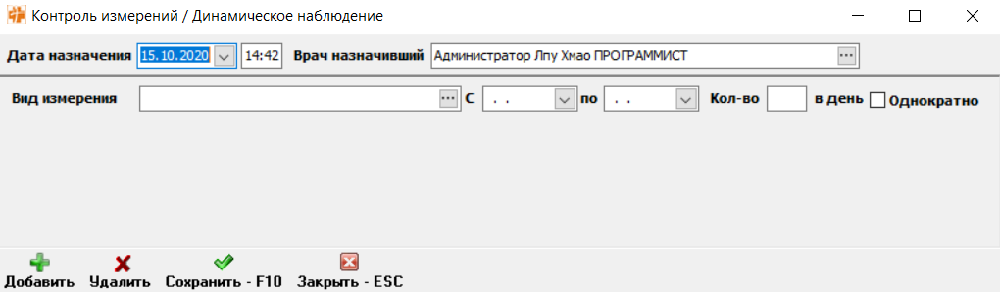 Контроль измерений / Динамическое наблюдение
Дата назначения 15.10.2020 14:42 Врач назначивший Администратор Лпу Хмао ПРОГРАММИСТ ...
Вид измерения ... С . . по . . Кол-во в день Однократно
Добавить Удалить Сохранить - F10 Закрыть - ESC